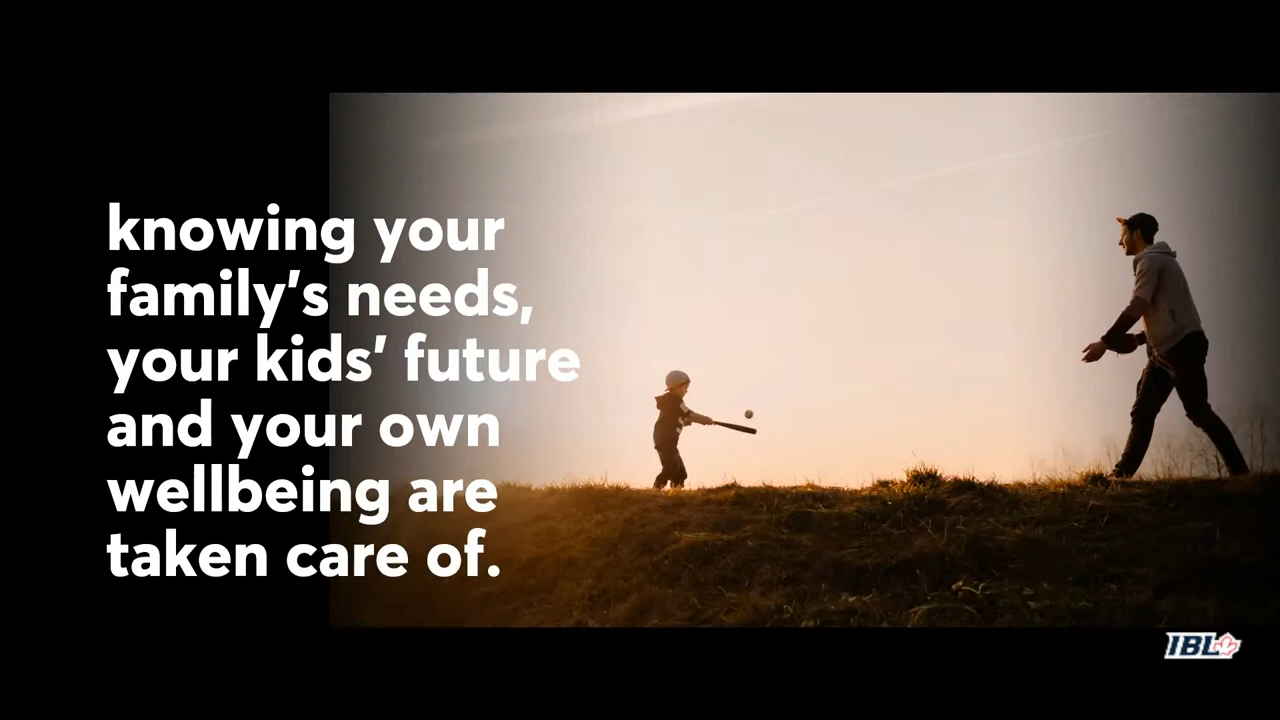 knowing your
family's needs,
your kids' future
and your own
wellbeing are
taken care of.
IBL